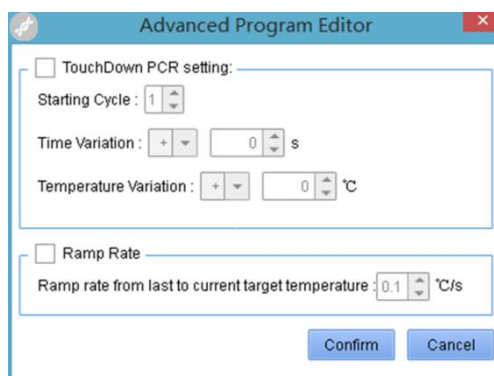 Advanced Program Editor
TouchDown PCR setting:
Starting Cycle : 1
Time Variation : + 0 s
Temperature Variation : + 0 ℃
Ramp Rate
Ramp rate from last to current target temperature : 0.1 ℃/s
Confirm Cancel